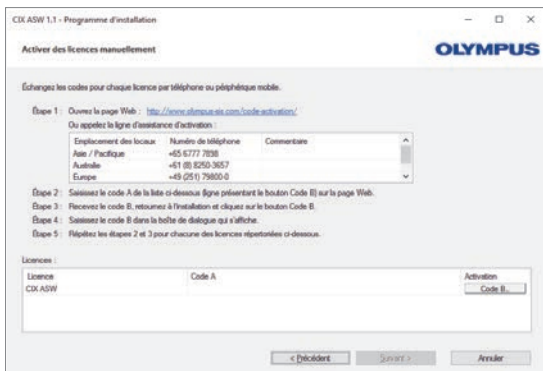 CIX ASW 1.1 - Programme d'installation
Activer des licences manuellement
OLYMPUS
Échangez les codes pour chaque licence par téléphone ou périphérique mobile.
Étape 1 : Ouvrez la page Web : http://www.olympus-sis.com/code-activation/
Ou appelez la ligne d'assistance d'activation :
Emplacement des locaux Numéro de téléphone Commentaire
Asie / Pacifique +65 6777 7898
Australie +61 (8) 8250-3657
Europe +49 (251) 79800-0
Étape 2 : Saisissez le code A de la liste ci-dessous (ligne présentant le bouton Code B) sur la page Web.
Étape 3 : Recevez le code B, retournez à l'installation et cliquez sur le bouton Code B.
Étape 4 : Saisissez le code B dans la boîte de dialogue qui s'affiche.
Étape 5 : Répétez les étapes 2 et 3 pour chacune des licences répertoriées ci-dessous.
Licences :
Licence Code A Activation
CIX ASW Code B...
< Précédent Suivant > Annuler